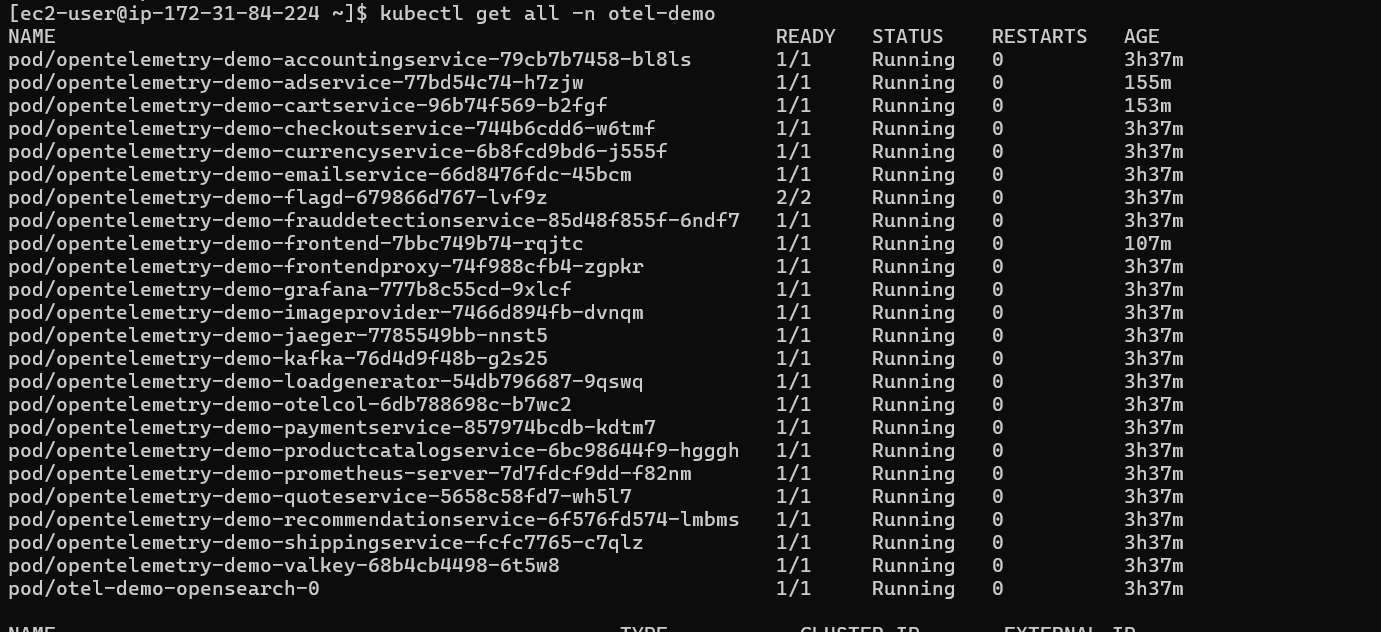 [ec2-user@ip-172-31-84-224 ~]$ kubectl get all -n otel-demo
NAME READY STATUS RESTARTS AGE
pod/opentelemetry-demo-accountingservice-79cb7b7458-bl8ls 1/1 Running 0 3h37m
pod/opentelemetry-demo-adservice-77bd54c74-h7zjw 1/1 Running 0 155m
pod/opentelemetry-demo-cartservice-96b74f569-b2fgf 1/1 Running 0 153m
pod/opentelemetry-demo-checkoutservice-744b6cdd6-w6tmf 1/1 Running 0 3h37m
pod/opentelemetry-demo-currencyservice-6b8fcd9bd6-j555f 1/1 Running 0 3h37m
pod/opentelemetry-demo-emailservice-66d8476fdc-45bcm 1/1 Running 0 3h37m
pod/opentelemetry-demo-flagd-679866d767-lvf9z 2/2 Running 0 3h37m
pod/opentelemetry-demo-frauddetectionservice-85d48f855f-6ndf7 1/1 Running 0 3h37m
pod/opentelemetry-demo-frontend-7bbc749b74-rqjtc 1/1 Running 0 107m
pod/opentelemetry-demo-frontendproxy-74f988cfb4-zgpkr 1/1 Running 0 3h37m
pod/opentelemetry-demo-grafana-777b8c55cd-9xlcf 1/1 Running 0 3h37m
pod/opentelemetry-demo-imageprovider-7466d894fb-dvnqm 1/1 Running 0 3h37m
pod/opentelemetry-demo-jaeger-7785549bb-nnst5 1/1 Running 0 3h37m
pod/opentelemetry-demo-kafka-76d4d9f48b-g2s25 1/1 Running 0 3h37m
pod/opentelemetry-demo-loadgenerator-54db796687-9qswq 1/1 Running 0 3h37m
pod/opentelemetry-demo-otelcol-6db788698c-b7wc2 1/1 Running 0 3h37m
pod/opentelemetry-demo-paymentservice-857974bcdb-kdtm7 1/1 Running 0 3h37m
pod/opentelemetry-demo-productcatalogservice-6bc98644f9-hgggh 1/1 Running 0 3h37m
pod/opentelemetry-demo-prometheus-server-7d7fdcf9dd-f82nm 1/1 Running 0 3h37m
pod/opentelemetry-demo-quoteservice-5658c58fd7-wh5l7 1/1 Running 0 3h37m
pod/opentelemetry-demo-recommendationservice-6f576fd574-lmbms 1/1 Running 0 3h37m
pod/opentelemetry-demo-shippingservice-fcfc7765-c7qlz 1/1 Running 0 3h37m
pod/opentelemetry-demo-valkey-68b4cb4498-6t5w8 1/1 Running 0 3h37m
pod/otel-demo-opensearch-0 1/1 Running 0 3h37m
NAME TYPE CLUSTER-IP EXTERNAL-IP